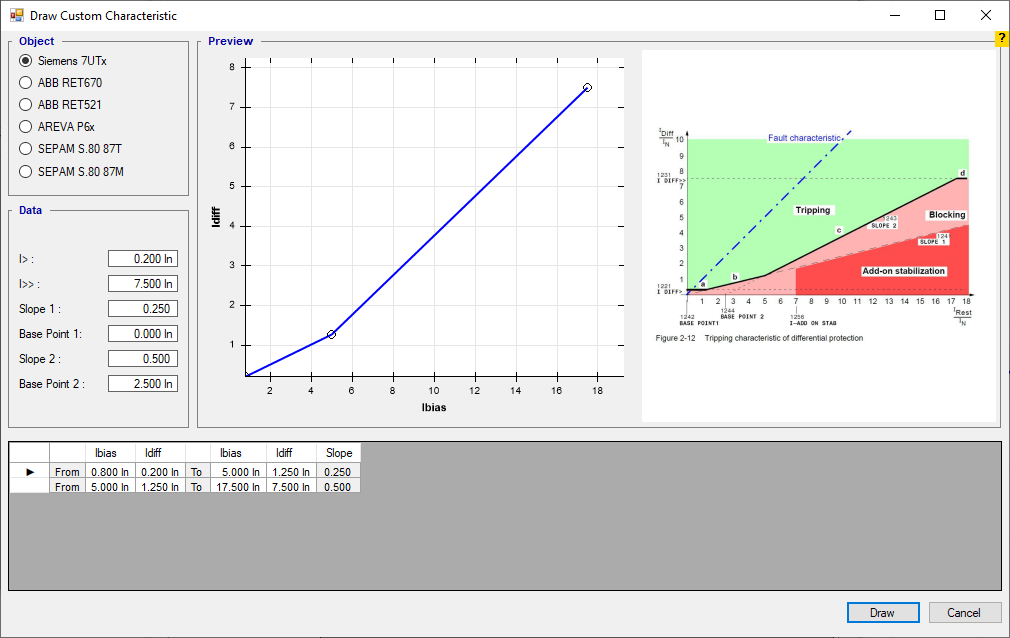 Draw Custom Characteristic
Object
Siemens 7UTx
ABB RET670
ABB RET521
AREVA P6x
SEPAM S.80 87T
SEPAM S.80 87M
Data
I> : 0.200 In
I>> : 7.500 In
Slope 1 : 0.250
Base Point 1: 0.000 In
Slope 2 : 0.500
Base Point 2 : 2.500 In
Preview
?
8
7
6
5
4
3
2
1
Idiff
2 4 6 8 10 12 14 16 18
Ibias
I Diff
I N
10
9
8
7
6
5
4
3
2
1
1231
I DIFF>>
1221
I DIFF>
Fault characteristic
Tripping
Blocking
Add-on stabilization
a
b
c
d
1243
SLOPE 2
124
SLOPE 1
1 2 3 4 5 6 7 8 9 10 11 12 13 14 15 16 17 18
I Rest
I N
1242
BASE POINT1
1244
BASE POINT 2
1256
I-ADD ON STAB
Figure 2-12 Tripping characteristic of differential protection
Ibias Idiff Ibias Idiff Slope
From 0.800 In 0.200 In To 5.000 In 1.250 In 0.250
From 5.000 In 1.250 In To 17.500 In 7.500 In 0.500
Draw
Cancel